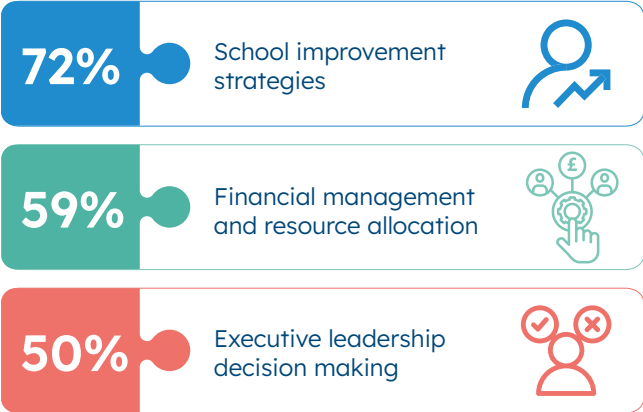 72%
School improvement
strategies
£
59%
Financial management
and resource allocation
50%
Executive leadership
decision making